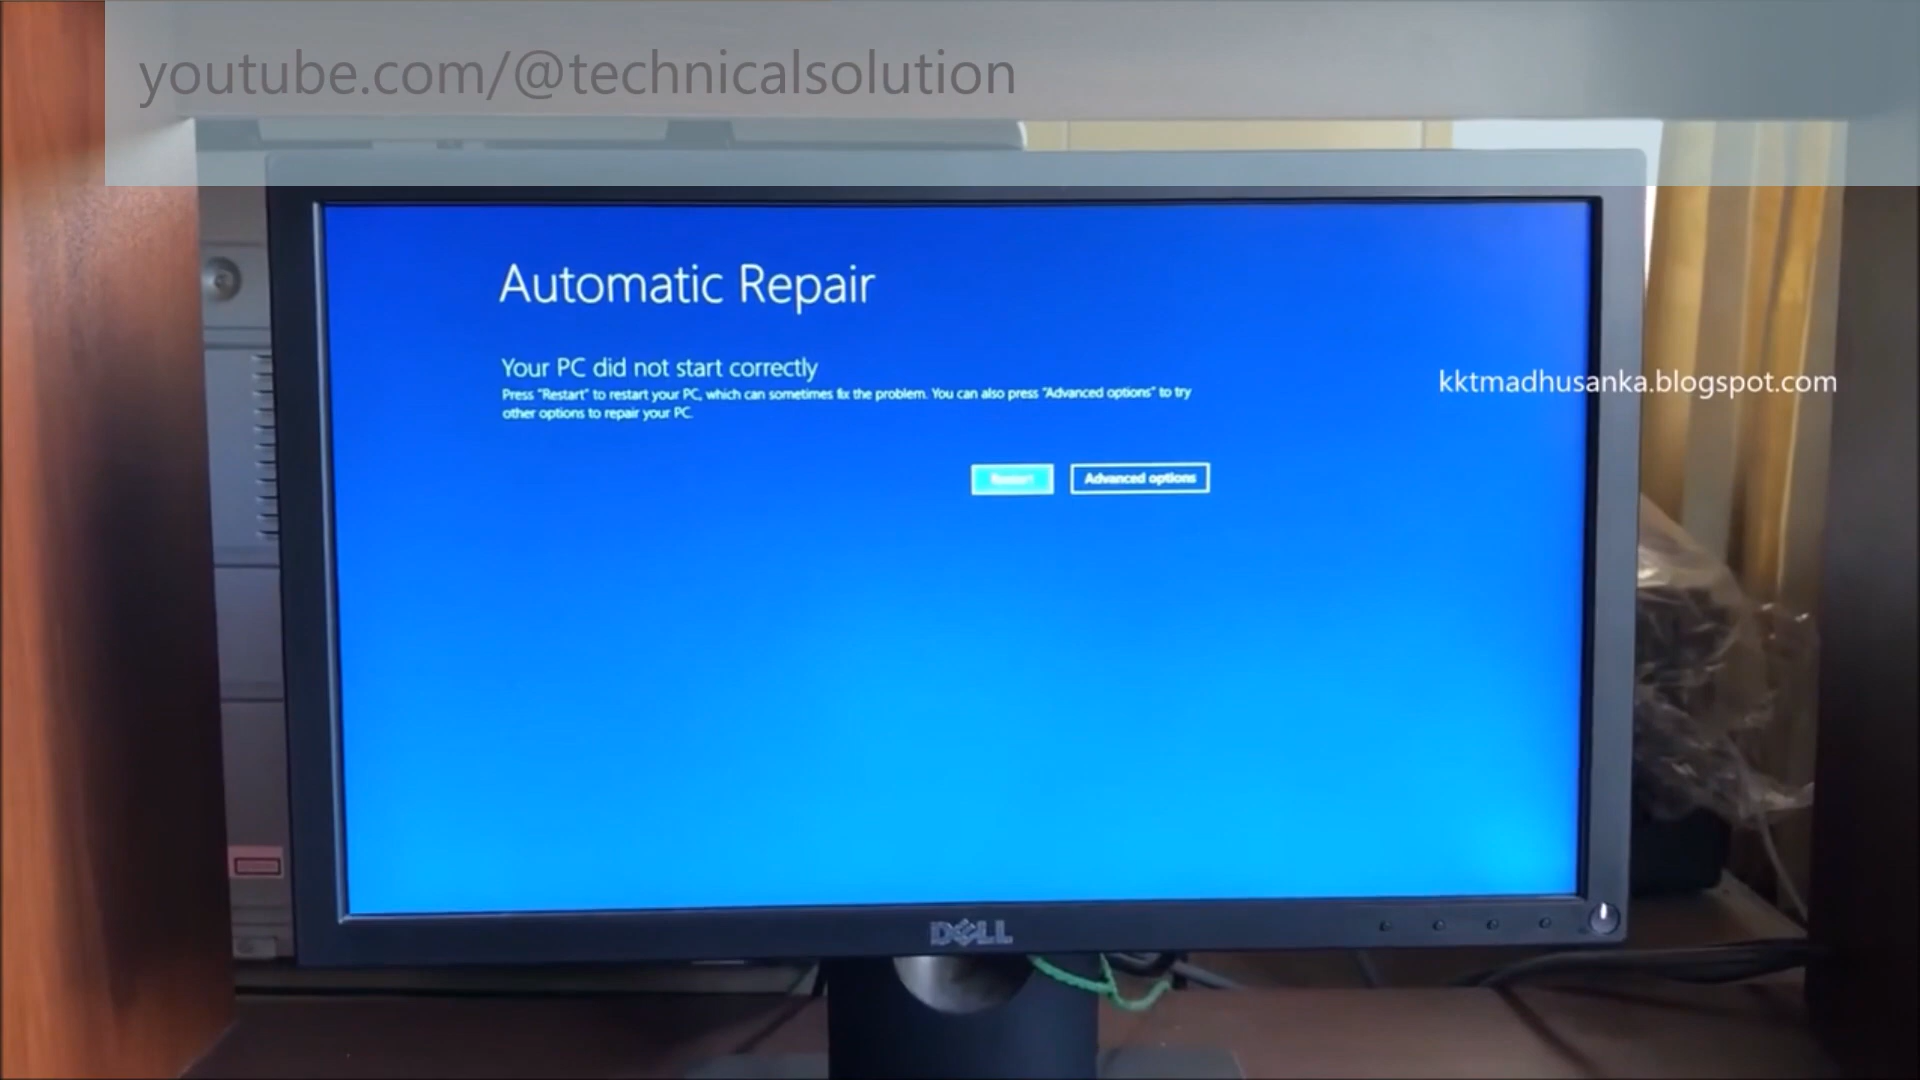 youtube.com/@technicalsolution
Automatic Repair
Your PC did not start correctly
kktmadhusanka.blogspot.com
Press "Restart" to restart your PC, which can sometimes fix the problem. You can also press "Advanced options" to try
other options to repair your PC.
Restart
Advanced options
DELL